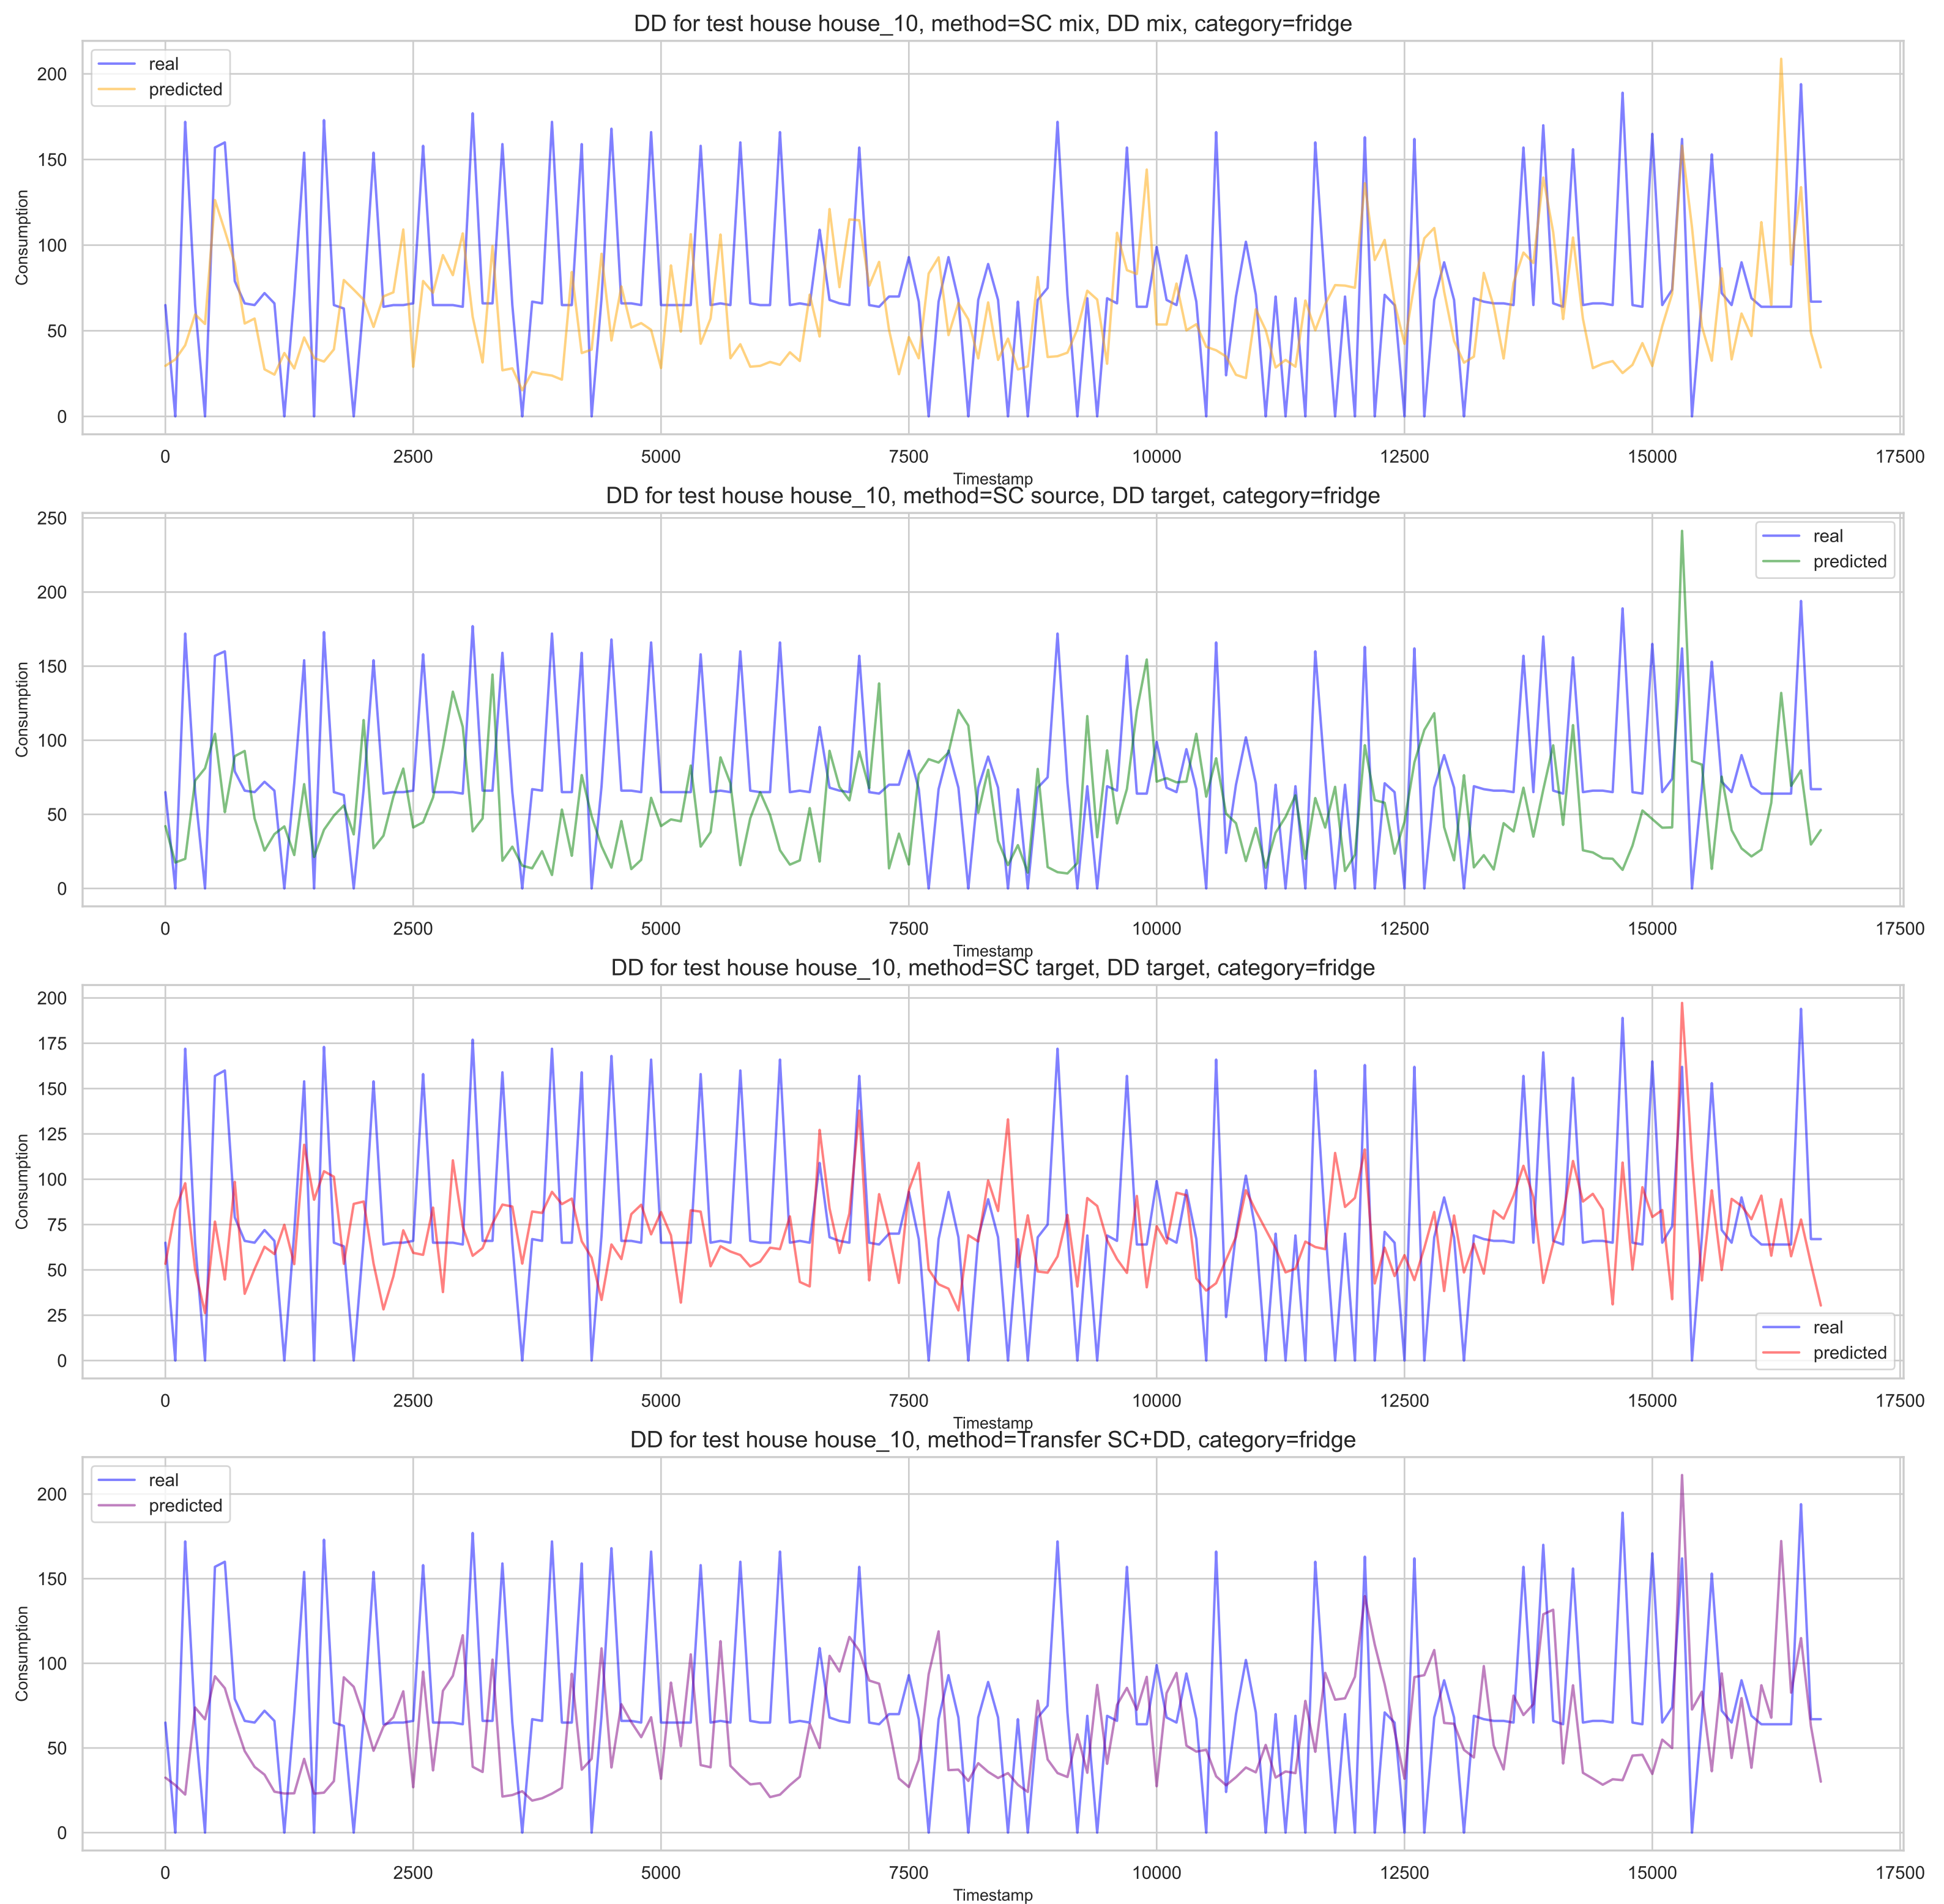 DD for test house house_10, method=SC mix, DD mix, category=fridge
real
predicted
200
150
100
50
0
Consumption
0 2500 5000 7500 10000 12500 15000 17500
Timestamp
DD for test house house_10, method=SC source, DD target, category=fridge
real
predicted
250
200
150
100
50
0
Consumption
0 2500 5000 7500 10000 12500 15000 17500
Timestamp
DD for test house house_10, method=SC target, DD target, category=fridge
200
175
150
125
100
75
50
25
0
Consumption
real
predicted
0 2500 5000 7500 10000 12500 15000 17500
Timestamp
DD for test house house_10, method=Transfer SC+DD, category=fridge
real
predicted
200
150
100
50
0
Consumption
0 2500 5000 7500 10000 12500 15000 17500
Timestamp